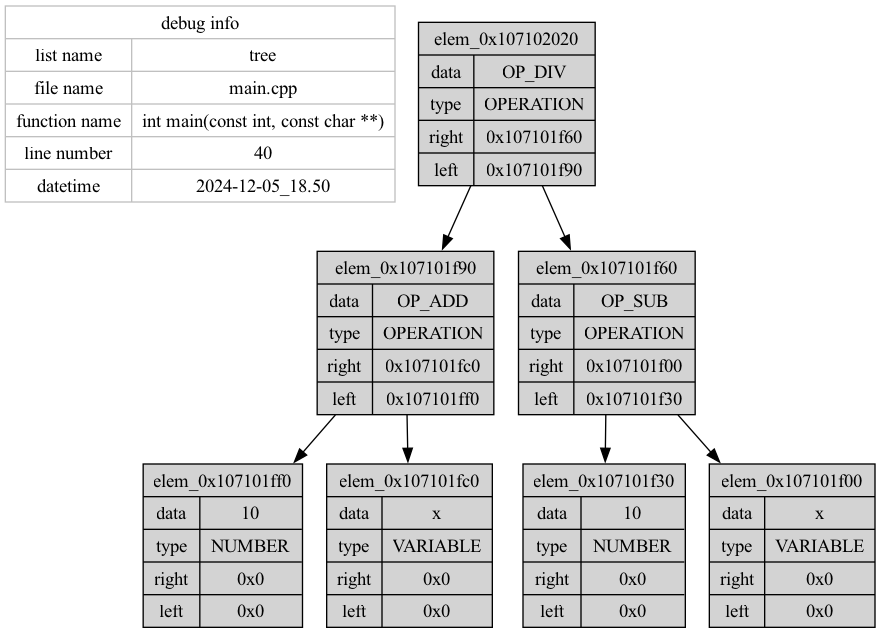 debug info
list name tree
file name main.cpp
function name int main(const int, const char **)
line number 40
datetime 2024-12-05_18.50
elem_0x107102020
data OP_DIV
type OPERATION
right 0x107101f60
left 0x107101f90
elem_0x107101f90
data OP_ADD
type OPERATION
right 0x107101fc0
left 0x107101ff0
elem_0x107101f60
data OP_SUB
type OPERATION
right 0x107101f00
left 0x107101f30
elem_0x107101ff0
data 10
type NUMBER
right 0x0
left 0x0
elem_0x107101fc0
data x
type VARIABLE
right 0x0
left 0x0
elem_0x107101f30
data 10
type NUMBER
right 0x0
left 0x0
elem_0x107101f00
data x
type VARIABLE
right 0x0
left 0x0